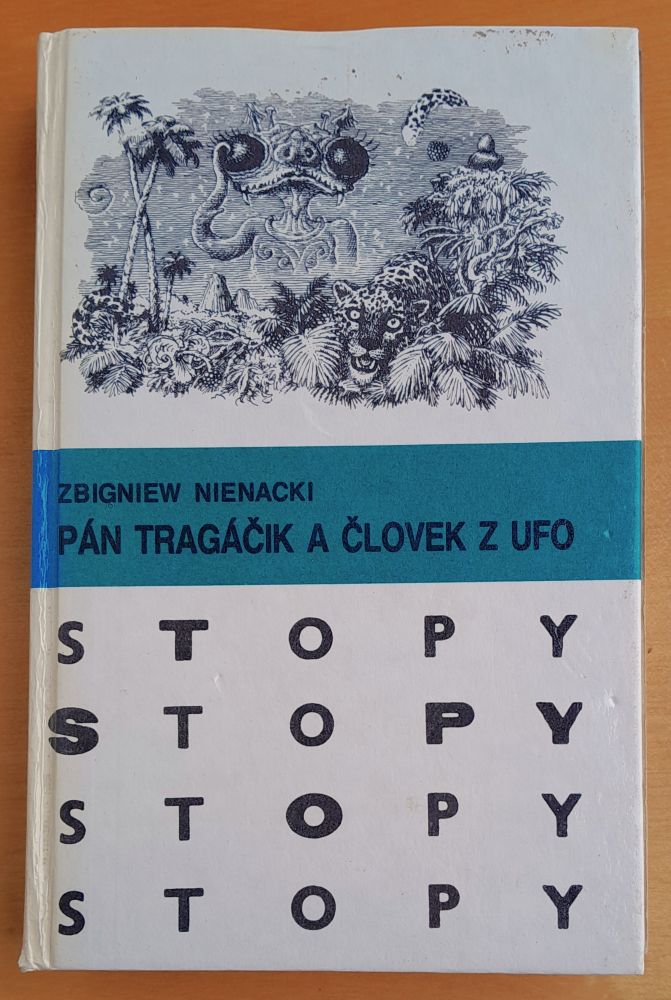 ZBIGNIEW NIENACKI
PÁN TRAGÁČIK A ČLOVEK Z UFO
STOPY
STOPY
STOPY
STOPY